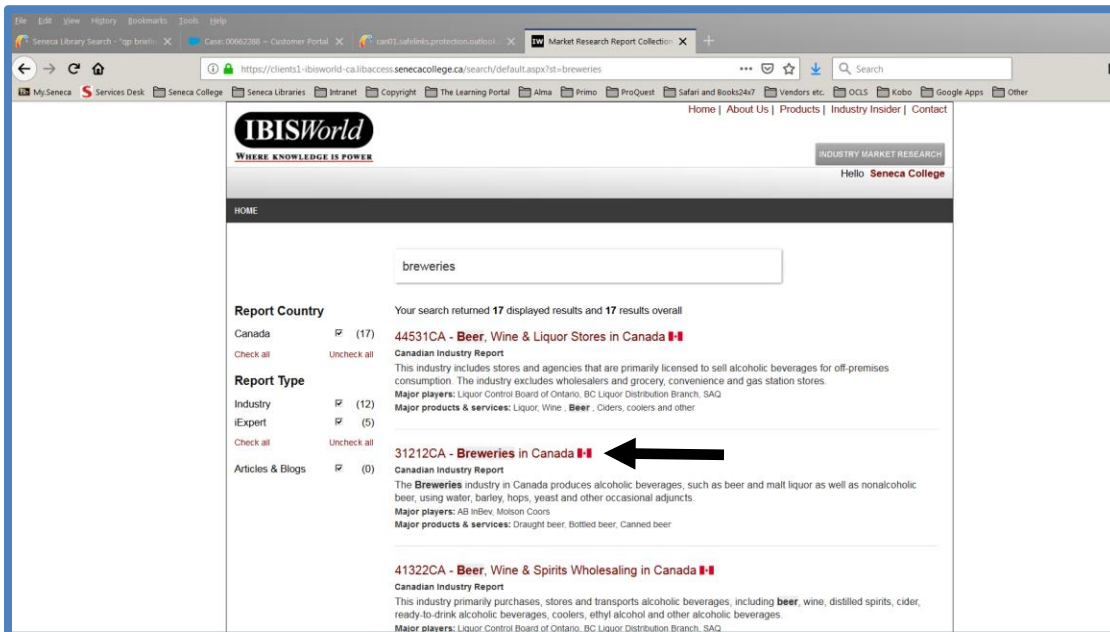 File Edit View History Bookmarks Tools Help
Seneca Library Search - "qp briefin Case: 00662288 ~ Customer Portal can01.safelinks.protection.outlook... IW Market Research Report Collection
https://clients1-ibisworld-ca.libaccess.senecacollege.ca/search/default.aspx?st=breweries Search
My.Seneca Services Desk Seneca College Seneca Libraries Intranet Copyright The Learning Portal Alma Primo ProQuest Safari and Books24x7 Vendors etc. OCLS Kobo Google Apps Other
Home | About Us | Products | Industry Insider | Contact
IBISWorld
WHERE KNOWLEDGE IS POWER
INDUSTRY MARKET RESEARCH
Hello Seneca College
HOME
breweries
Report Country
Canada (17)
Check all Uncheck all
Report Type
Industry (12)
iExpert (5)
Check all Uncheck all
Articles & Blogs (0)
Your search returned 17 displayed results and 17 results overall
44531CA - Beer, Wine & Liquor Stores in Canada
Canadian Industry Report
This industry includes stores and agencies that are primarily licensed to sell alcoholic beverages for off-premises
consumption. The industry excludes wholesalers and grocery, convenience and gas station stores.
Major players: Liquor Control Board of Ontario, BC Liquor Distribution Branch, SAQ
Major products & services: Liquor, Wine , Beer , Ciders, coolers and other
31212CA - Breweries in Canada
Canadian Industry Report
The Breweries industry in Canada produces alcoholic beverages, such as beer and malt liquor as well as nonalcoholic
beer, using water, barley, hops, yeast and other occasional adjuncts.
Major players: AB InBev, Molson Coors
Major products & services: Draught beer, Bottled beer, Canned beer
41322CA - Beer, Wine & Spirits Wholesaling in Canada
Canadian Industry Report
This industry primarily purchases, stores and transports alcoholic beverages, including beer, wine, distilled spirits, cider,
ready-to-drink alcoholic beverages, coolers, ethyl alcohol and other alcoholic beverages.
Major players: Liquor Control Board of Ontario, BC Liquor Distribution Branch, SAQ